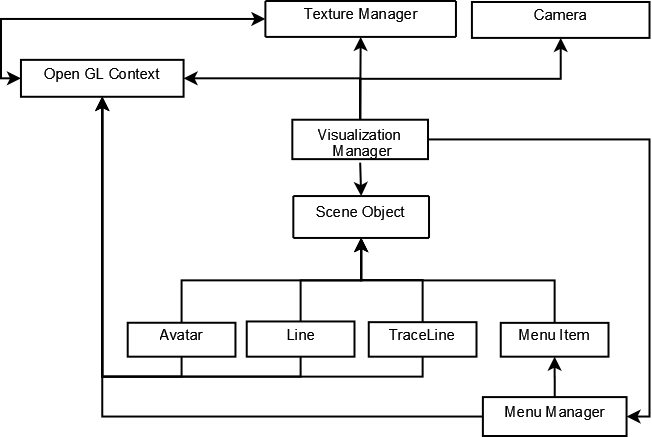 Texture Manager
Camera
Open GL Context
Visualization
Manager
Scene Object
Avatar
Line
TraceLine
Menu Item
Menu Manager